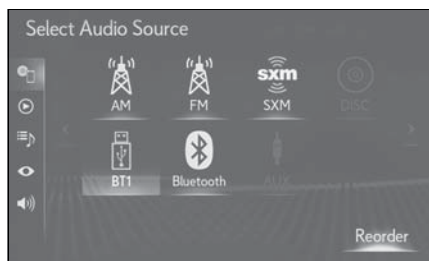 Select Audio Source
AM FM sxm DISC
SXM
BT1 Bluetooth AUX
Reorder